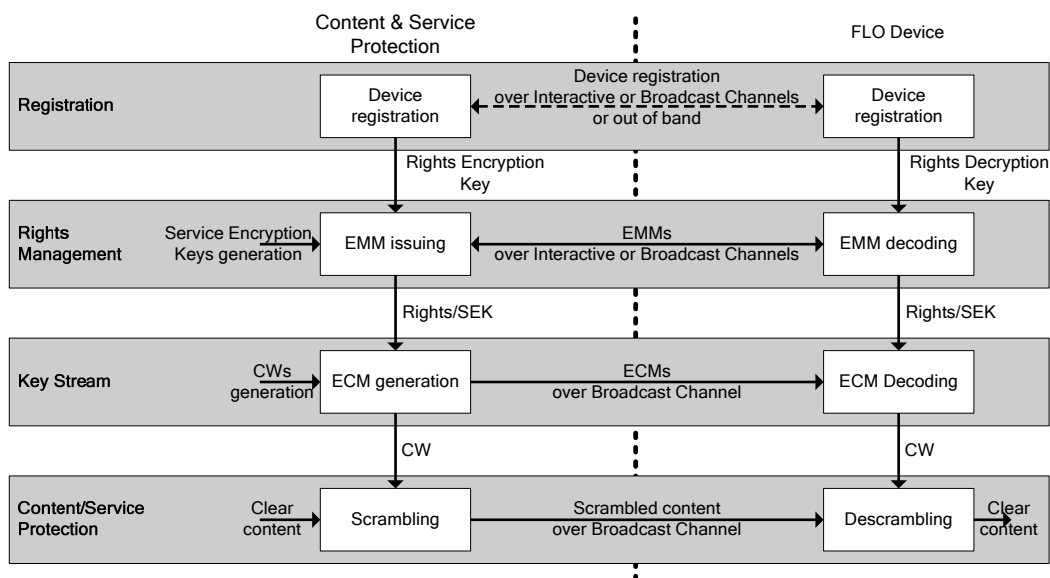 Content & Service
Protection
FLO Device
Registration
Device
registration
Device registration
over Interactive or Broadcast Channels
or out of band
Device
registration
Rights Encryption
Key
Rights Decryption
Key
Rights
Management
Service Encryption
Keys generation
EMM issuing
EMMs
over Interactive or Broadcast Channels
EMM decoding
Rights/SEK
Rights/SEK
Key Stream
CWs
generation
ECM generation
ECMs
over Broadcast Channel
ECM Decoding
CW
CW
Content/Service
Protection
Clear
content
Scrambling
Scrambled content
over Broadcast Channel
Descrambling
Clear
content